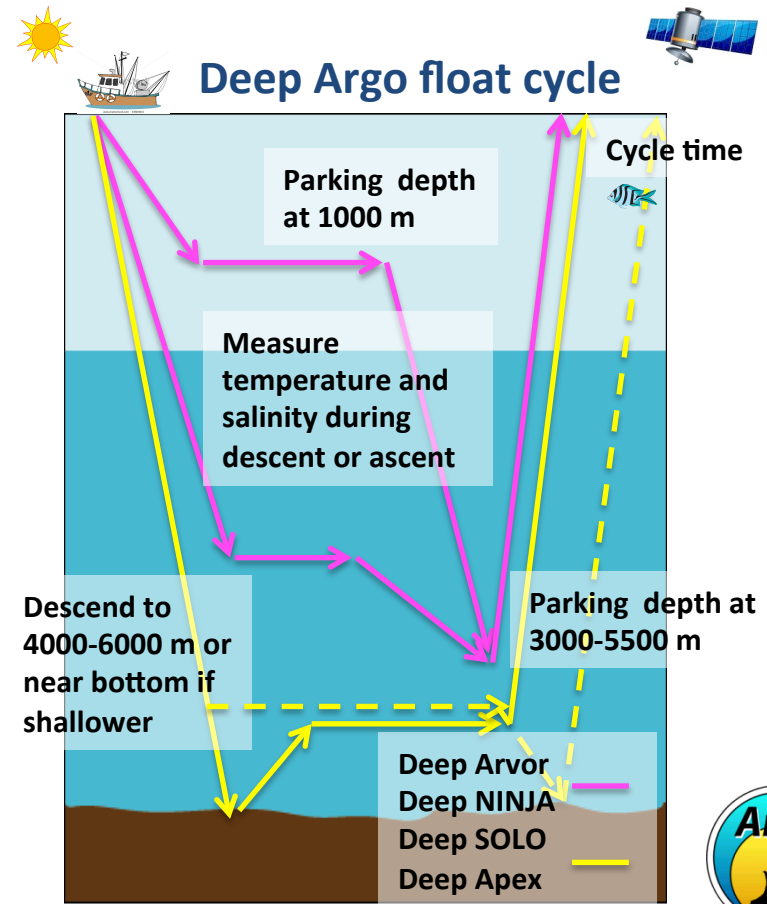 Deep Argo float cycle
Cycle time
Parking depth
at 1000 m
Measure
temperature and
salinity during
descent or ascent
Descend to
4000-6000 m or
near bottom if
shallower
Parking depth at
3000-5500 m
Deep Arvor
Deep NINJA
Deep SOLO
Deep Apex